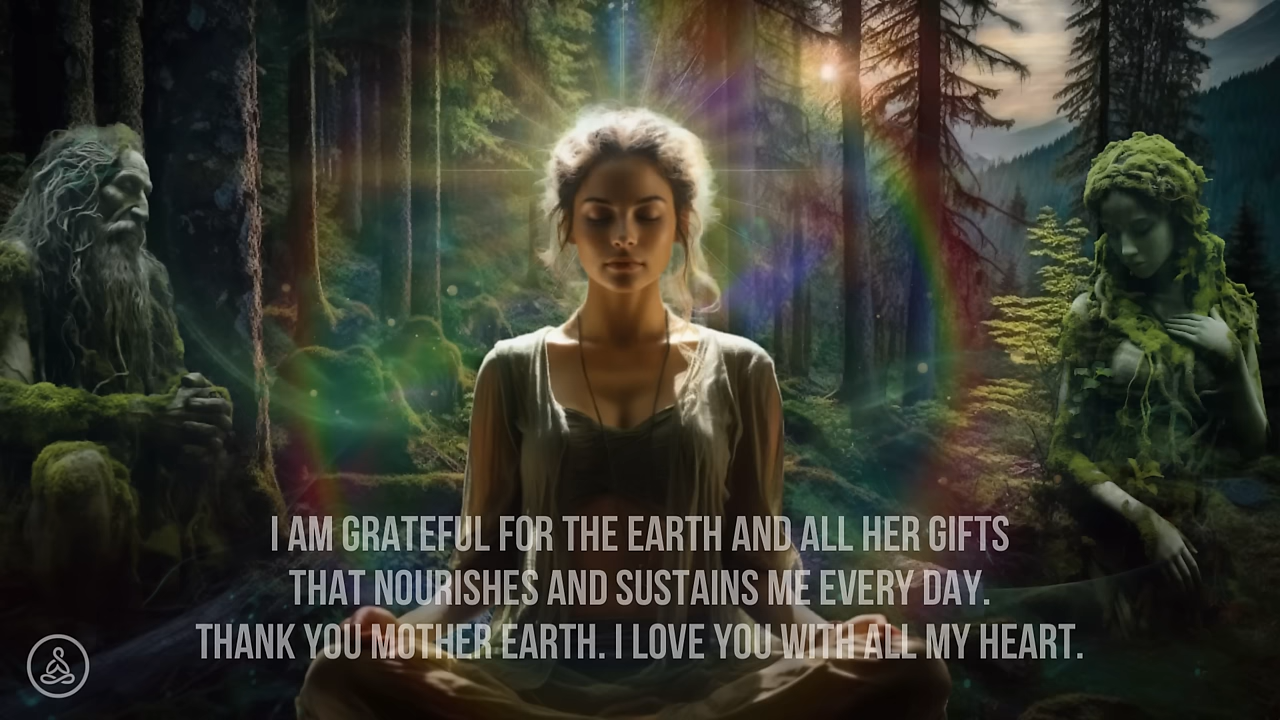 I AM GRATEFUL FOR THE EARTH AND ALL HER GIFTS
THAT NOURISHES AND SUSTAINS ME EVERY DAY.
THANK YOU MOTHER EARTH. I LOVE YOU WITH ALL MY HEART.